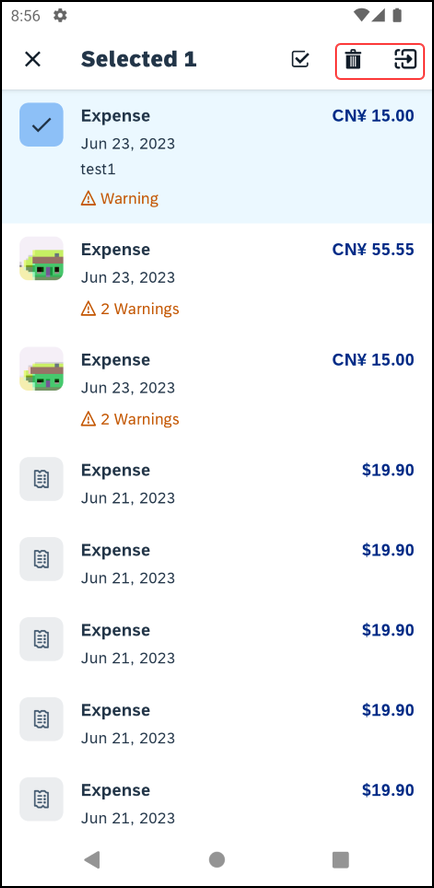 8:56
Selected 1
Expense CN¥ 15.00
Jun 23, 2023
test1
Warning
Expense CN¥ 55.55
Jun 23, 2023
2 Warnings
Expense CN¥ 15.00
Jun 23, 2023
2 Warnings
Expense $19.90
Jun 21, 2023
Expense $19.90
Jun 21, 2023
Expense $19.90
Jun 21, 2023
Expense $19.90
Jun 21, 2023
Expense $19.90
Jun 21, 2023